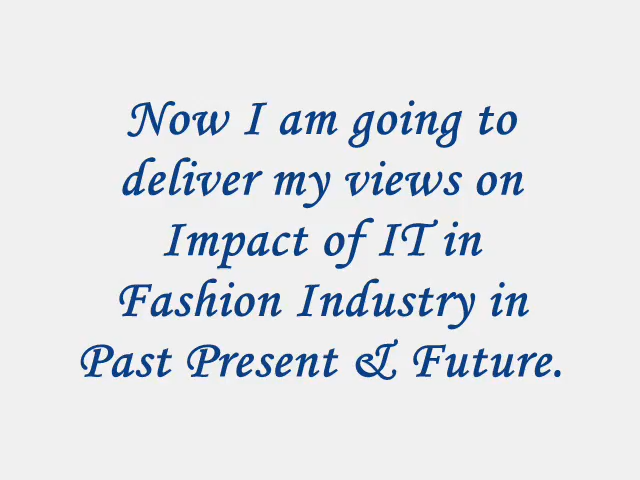 Now I am going to
deliver my views on
Impact of IT in
Fashion Industry in
Past Present & Future.